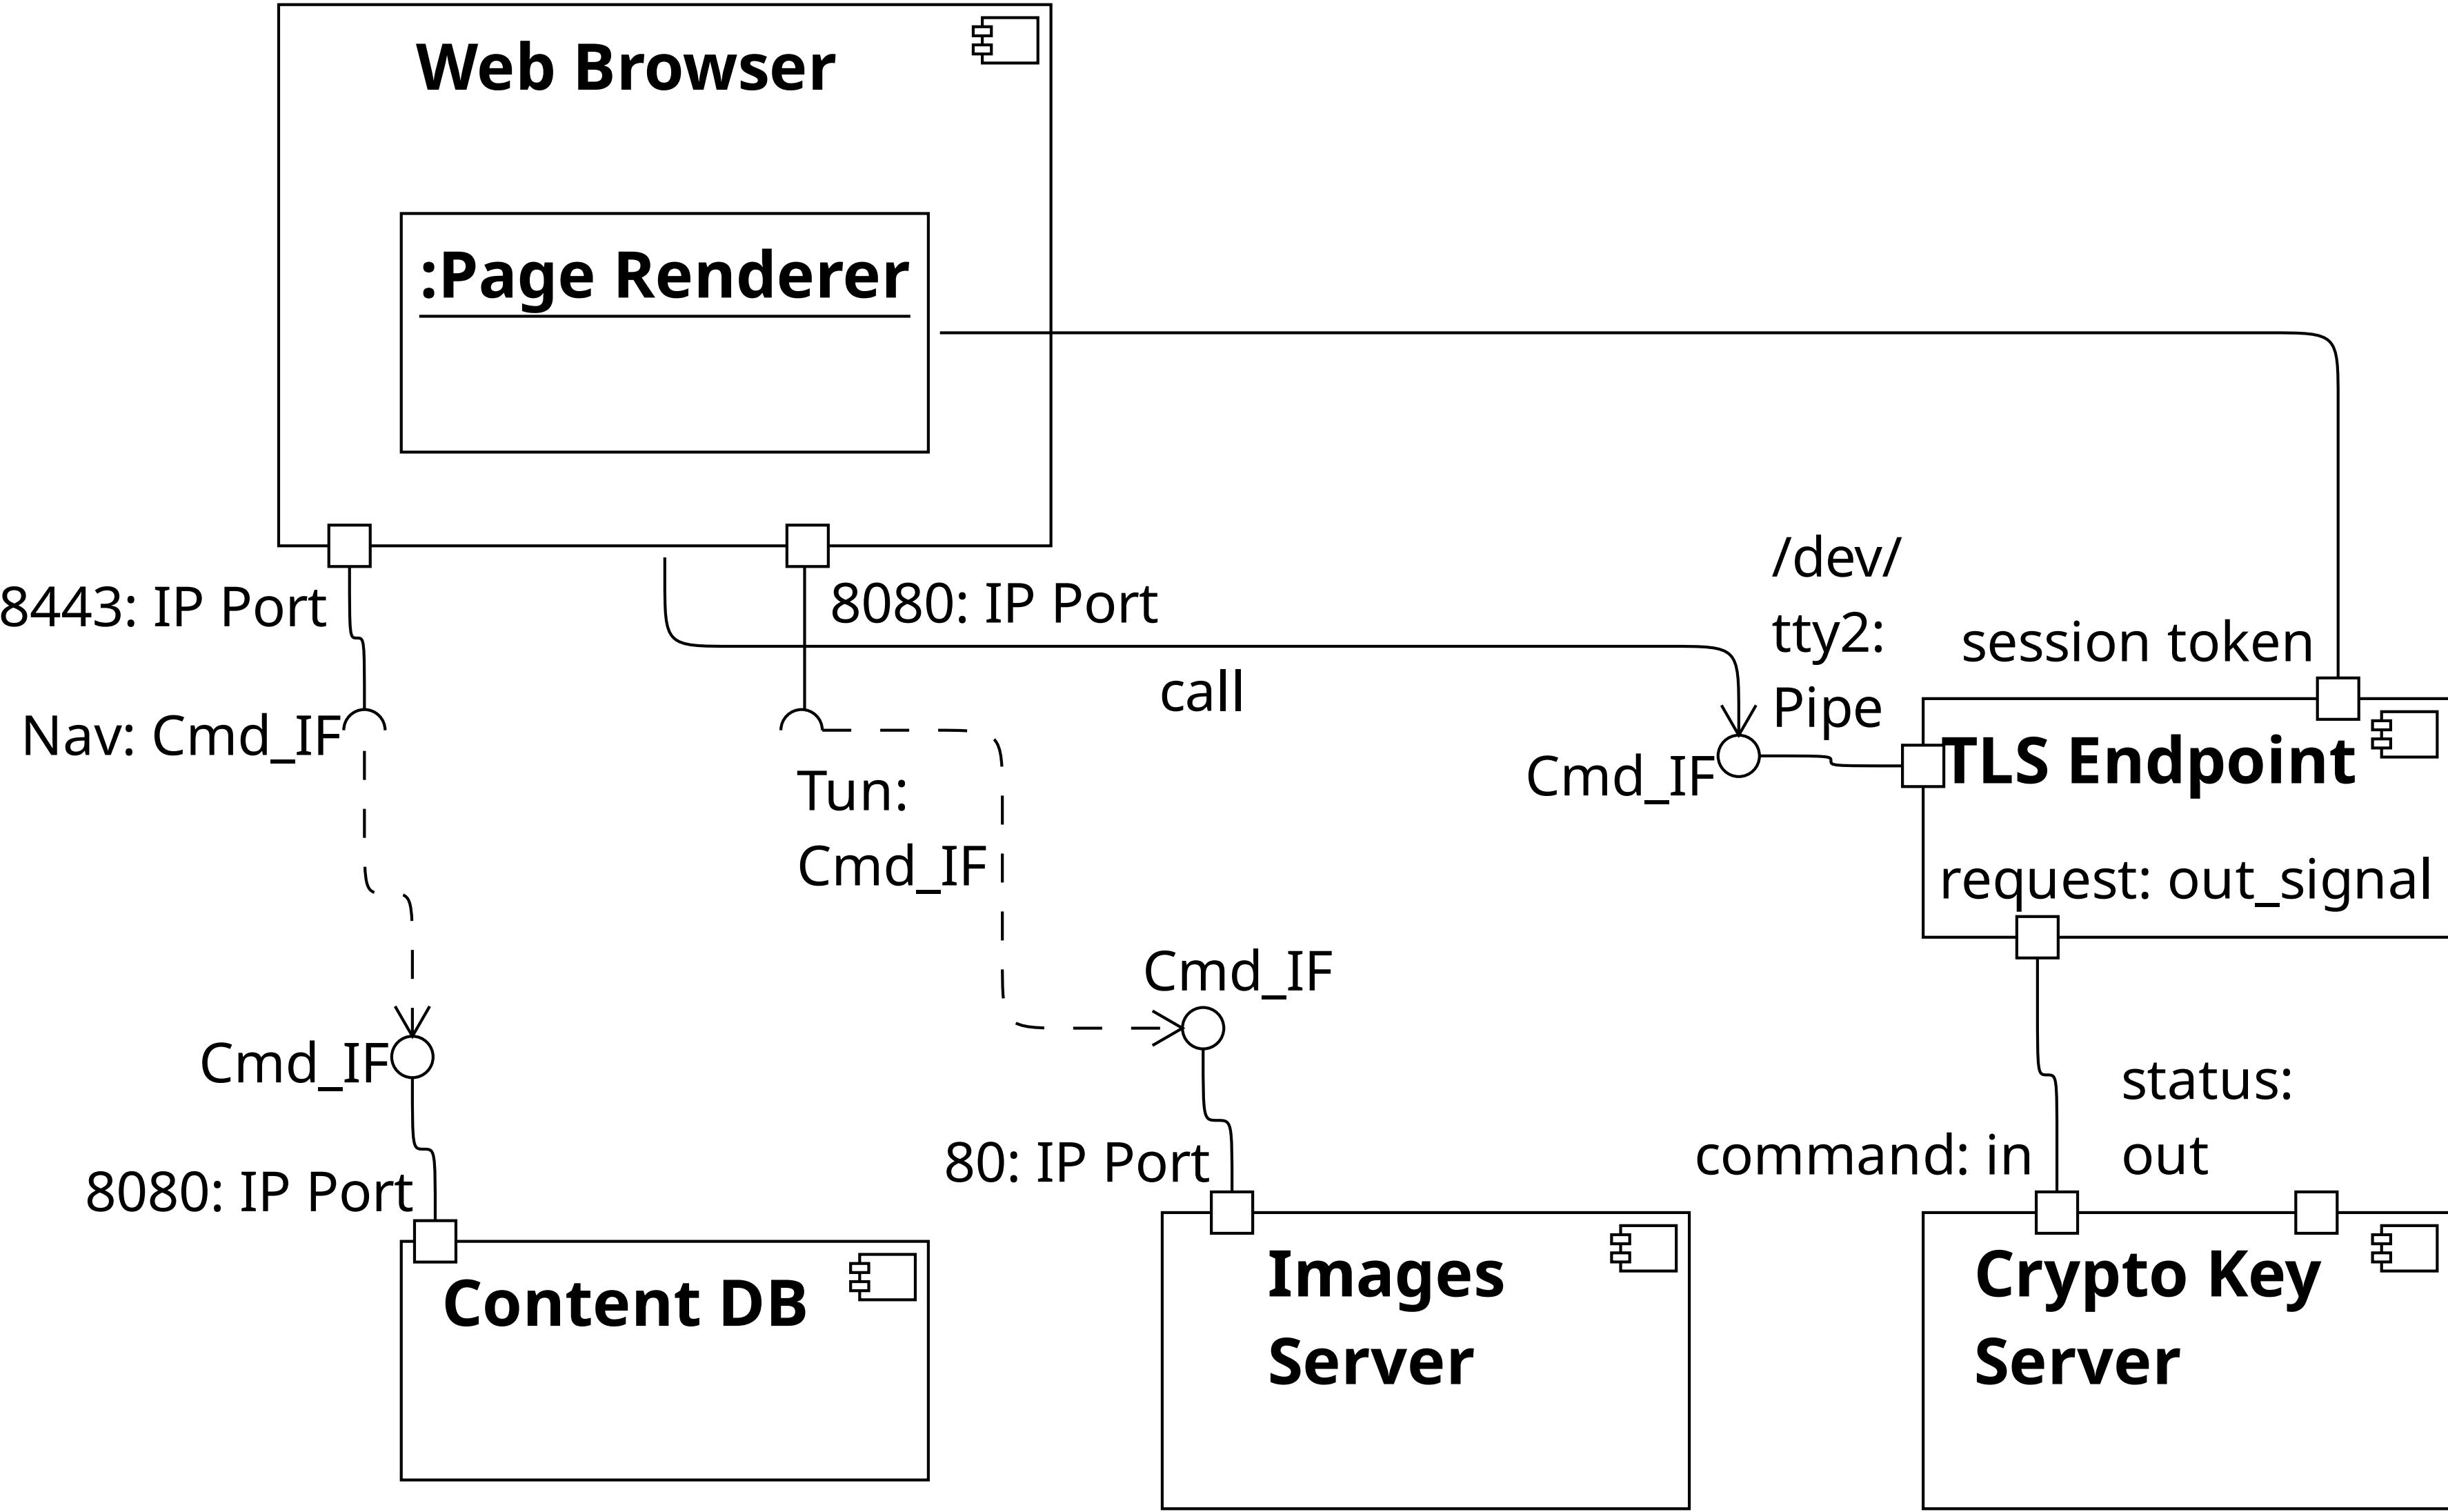 Web Browser
:Page Renderer
8443: IP Port
8080: IP Port
/dev/
tty2:
Pipe
session token
call
Nav: Cmd_IF
Tun:
Cmd_IF
Cmd_IF
TLS Endpoint
request: out_signal
Cmd_IF
Cmd_IF
status:
out
command: in
80: IP Port
8080: IP Port
Content DB
Images
Server
Crypto Key
Server